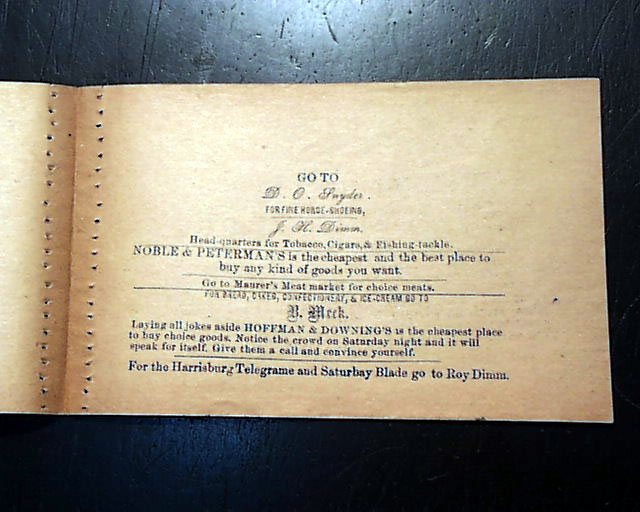 GO TO
D. O. Snyder.
FOR FINE HORSE-SHOEING,
J. H. Dimm.
Head-quarters for Tobacco, Cigars, & Fishing-tackle.
NOBLE & PETERMAN'S is the cheapest and the best place to
buy any kind of goods you want.
Go to Maurer's Meat market for choice meats.
FOR BREAD, CAKES, CONFECTIONERY, & ICE-CREAM GO TO
B. Meek.
Laying all jokes aside HOFFMAN & DOWNING'S is the cheapest place
to buy choice goods. Notice the crowd on Saturday night and it will
speak for itself. Give them a call and convince yourself.
For the Harrisburg Telegrame and Saturbay Blade go to Roy Dimm.